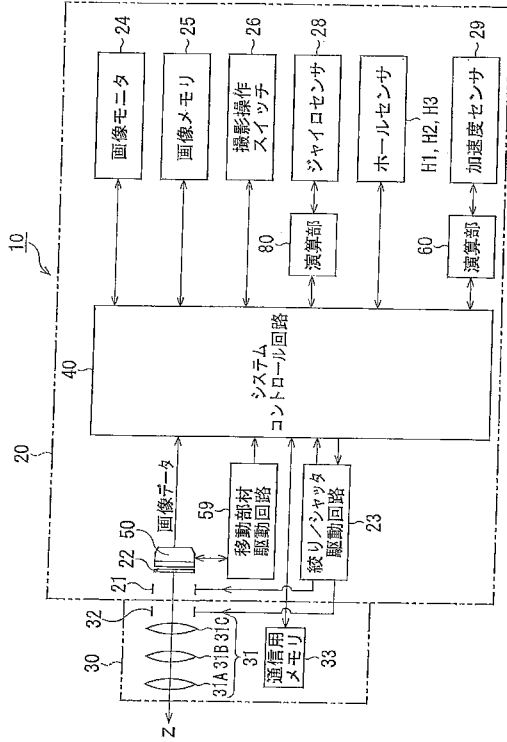 10
20
40
画像モニタ
24
画像メモリ
25
撮影操作
スイッチ
26
ジャイロセンサ
28
演算部
80
ホールセンサ
H1, H2, H3
加速度センサ
29
演算部
60
システム
コントロール回路
画像データ
50
22
21
移動部材
駆動回路
59
絞り/シャッタ
駆動回路
23
30
32
31A 31B 31C
31
通信用
メモリ
33
Z